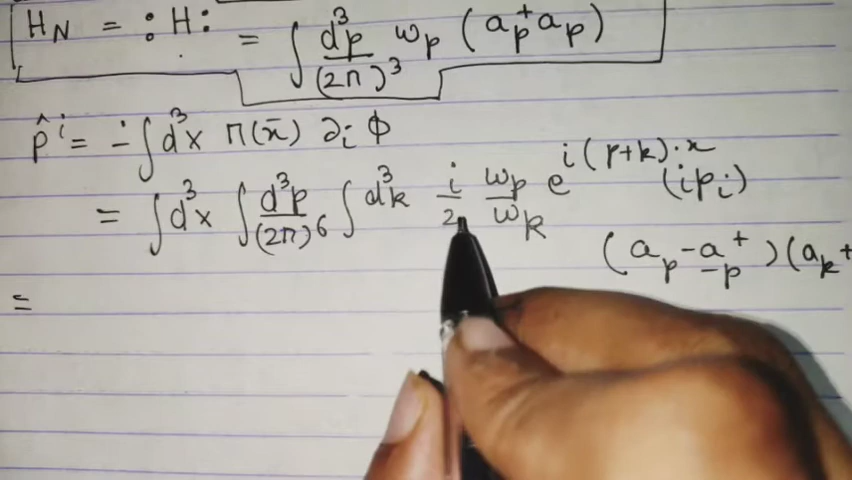 H_N = :H: = ∫ d³p/(2π)³ ω_p (a_p⁺ a_p)
p̂ⁱ = -∫ d³x π(x̄) ∂_i Φ
= ∫ d³x ∫ d³p/(2π)⁶ ∫ d³k i/2 ω_p/ω_k e^{i(p+k)·x} (ip_i)
(a_p - a_{-p}⁺)(a_k +
=